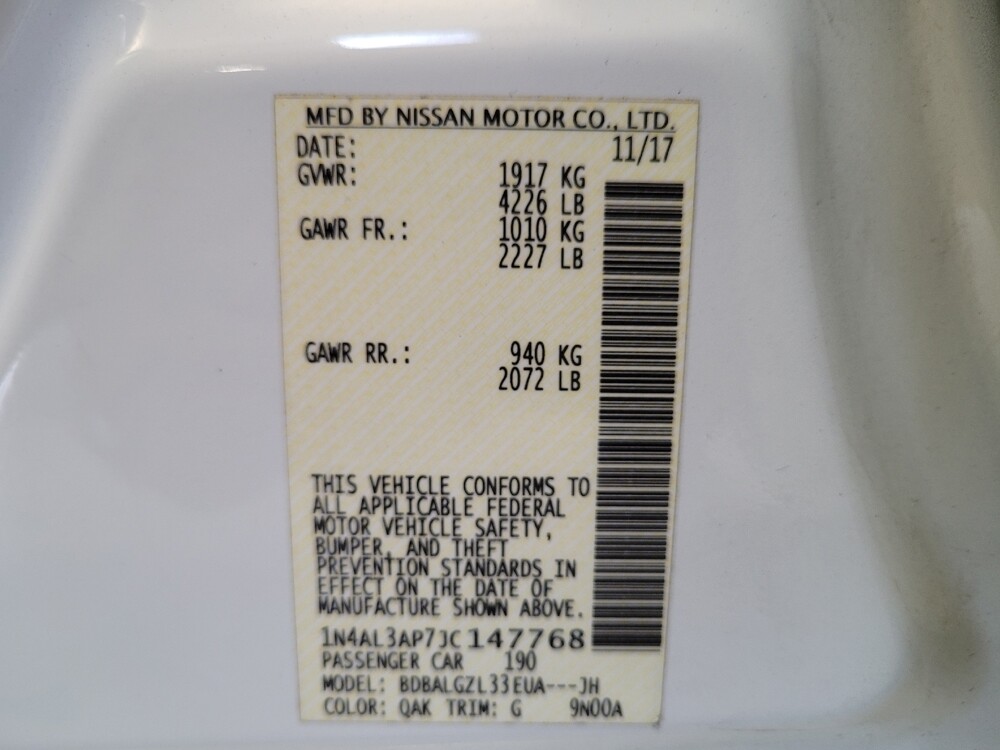 MFD BY NISSAN MOTOR CO., LTD.
DATE: 11/17
GVWR: 1917 KG
4226 LB
GAWR FR.: 1010 KG
2227 LB
GAWR RR.: 940 KG
2072 LB
THIS VEHICLE CONFORMS TO
ALL APPLICABLE FEDERAL
MOTOR VEHICLE SAFETY,
BUMPER, AND THEFT
PREVENTION STANDARDS IN
EFFECT ON THE DATE OF
MANUFACTURE SHOWN ABOVE.
1N4AL3AP7JC147768
PASSENGER CAR 190
MODEL: BDBALGZL33EUA---JH
COLOR: QAK TRIM: G 9N00A